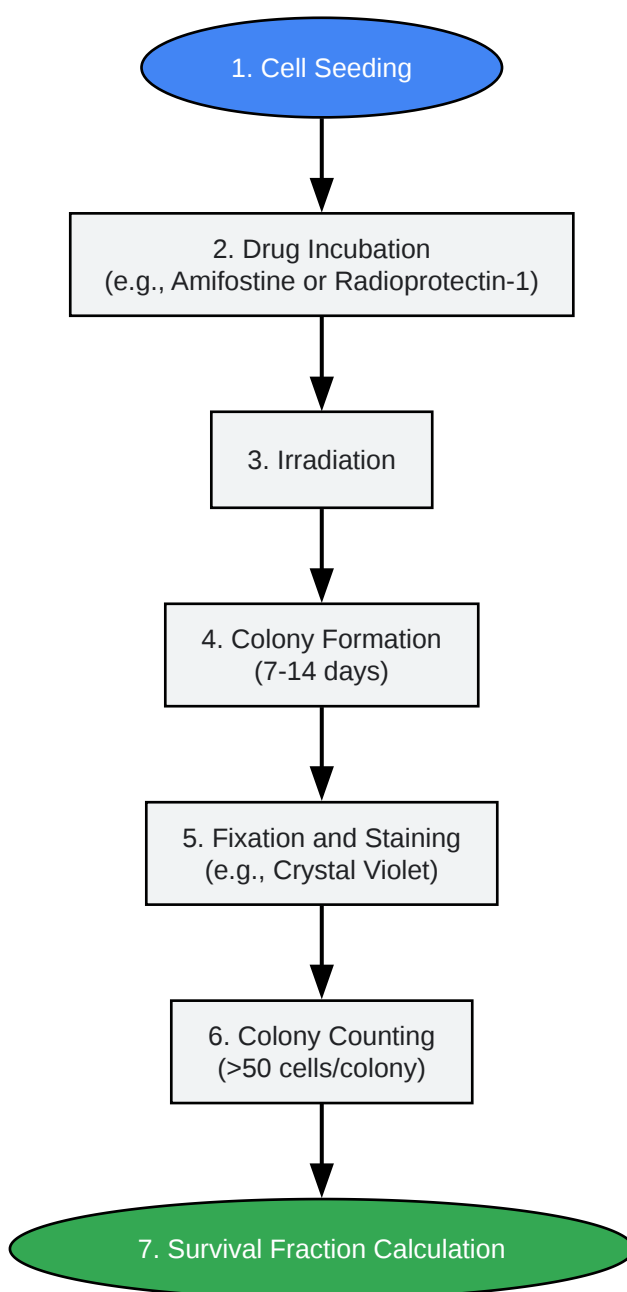 1. Cell Seeding
2. Drug Incubation
(e.g., Amifostine or Radioprotectin-1)
3. Irradiation
4. Colony Formation
(7-14 days)
5. Fixation and Staining
(e.g., Crystal Violet)
6. Colony Counting
(>50 cells/colony)
7. Survival Fraction Calculation